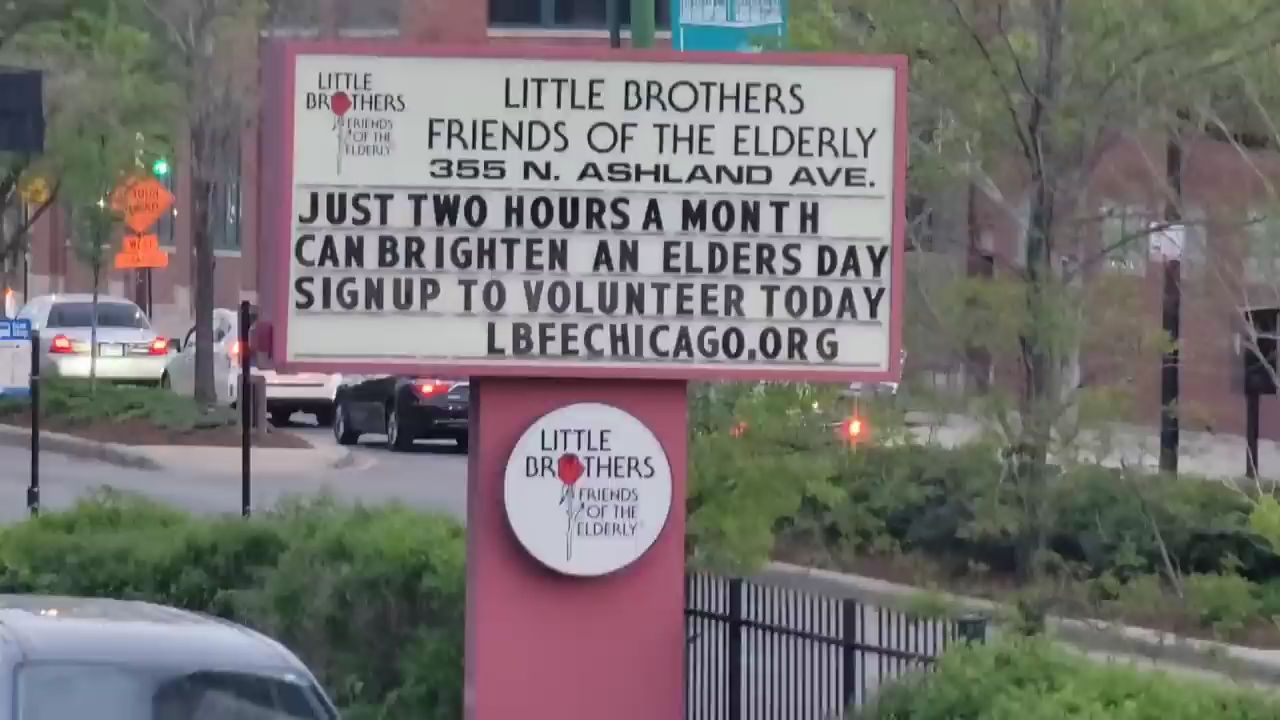 LITTLE
BROTHERS
FRIENDS
OF THE
ELDERLY
LITTLE BROTHERS
FRIENDS OF THE ELDERLY
355 N. ASHLAND AVE.
JUST TWO HOURS A MONTH
CAN BRIGHTEN AN ELDERS DAY
SIGNUP TO VOLUNTEER TODAY
LBFECHICAGO.ORG
LITTLE
BROTHERS
FRIENDS
OF THE
ELDERLY